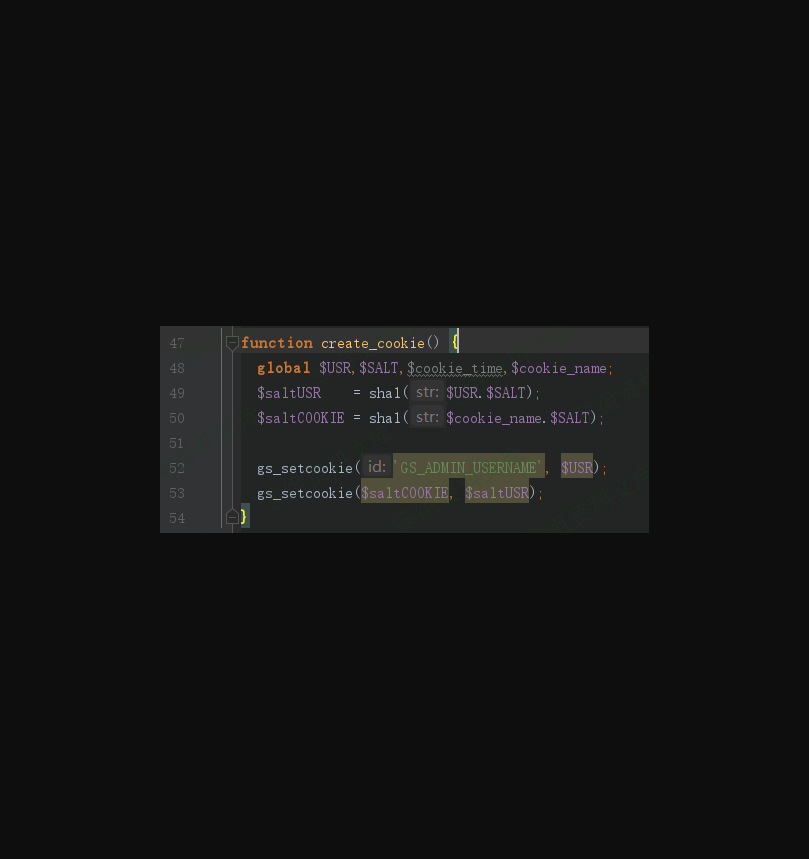 47 function create_cookie() {
48 global $USR,$SALT,$cookie_time,$cookie_name;
49 $saltUSR    = sha1( str: $USR.$SALT);
50 $saltCOOKIE = sha1( str: $cookie_name.$SALT);
51
52 gs_setcookie( id: 'GS_ADMIN_USERNAME', $USR);
53 gs_setcookie($saltCOOKIE, $saltUSR);
54 }